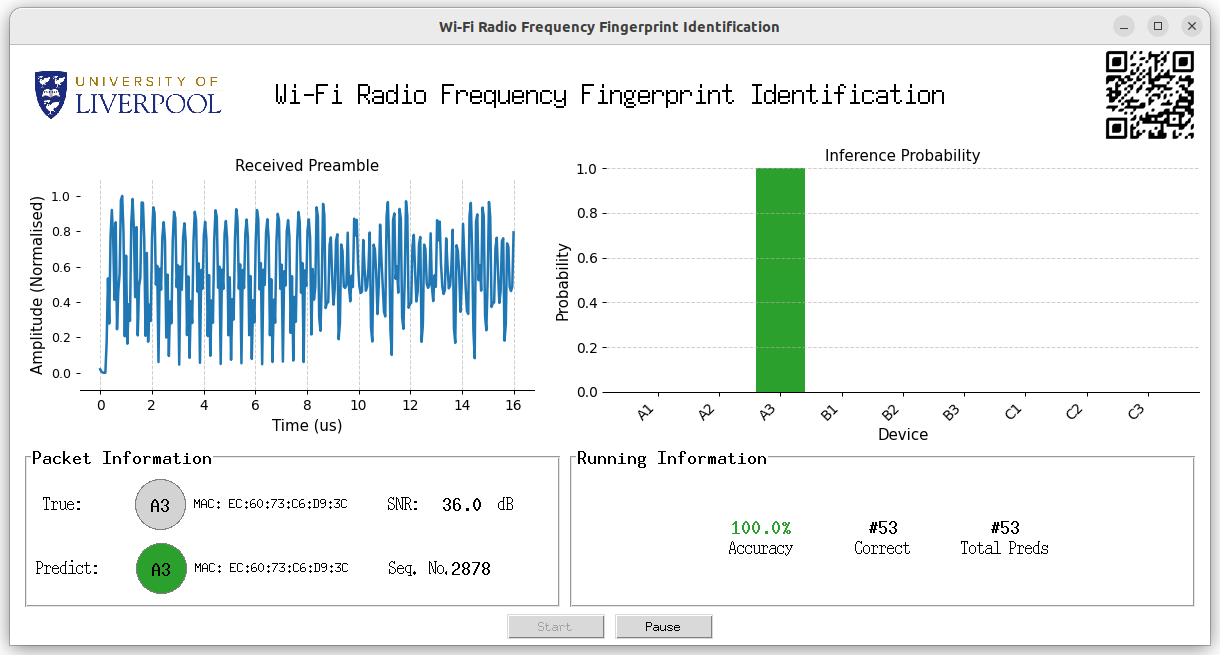 Wi-Fi Radio Frequency Fingerprint Identification
UNIVERSITY OF
LIVERPOOL
Wi-Fi Radio Frequency Fingerprint Identification
Received Preamble
Amplitude (Normalised)
1.0
0.8
0.6
0.4
0.2
0.0
0 2 4 6 8 10 12 14 16
Time (us)
Inference Probability
Probability
1.0
0.8
0.6
0.4
0.2
0.0
A1 A2 A3 B1 B2 B3 C1 C2 C3
Device
Packet Information
True: A3 MAC: EC:60:73:C6:D9:3C SNR: 36.0 dB
Predict: A3 MAC: EC:60:73:C6:D9:3C Seq. No.2878
Running Information
100.0% #53 #53
Accuracy Correct Total Preds
Start Pause